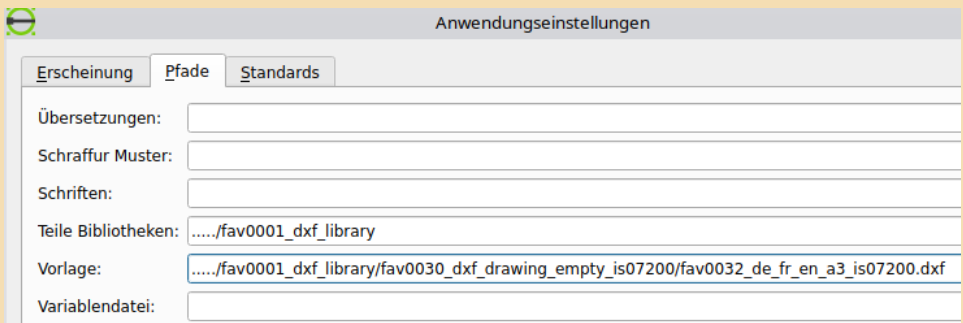 Anwendungseinstellungen
Erscheinung Pfade Standards
Übersetzungen:
Schraffur Muster:
Schriften:
Teile Bibliotheken: ...../fav0001_dxf_library
Vorlage: ...../fav0001_dxf_library/fav0030_dxf_drawing_empty_is07200/fav0032_de_fr_en_a3_is07200.dxf
Variablendatei: